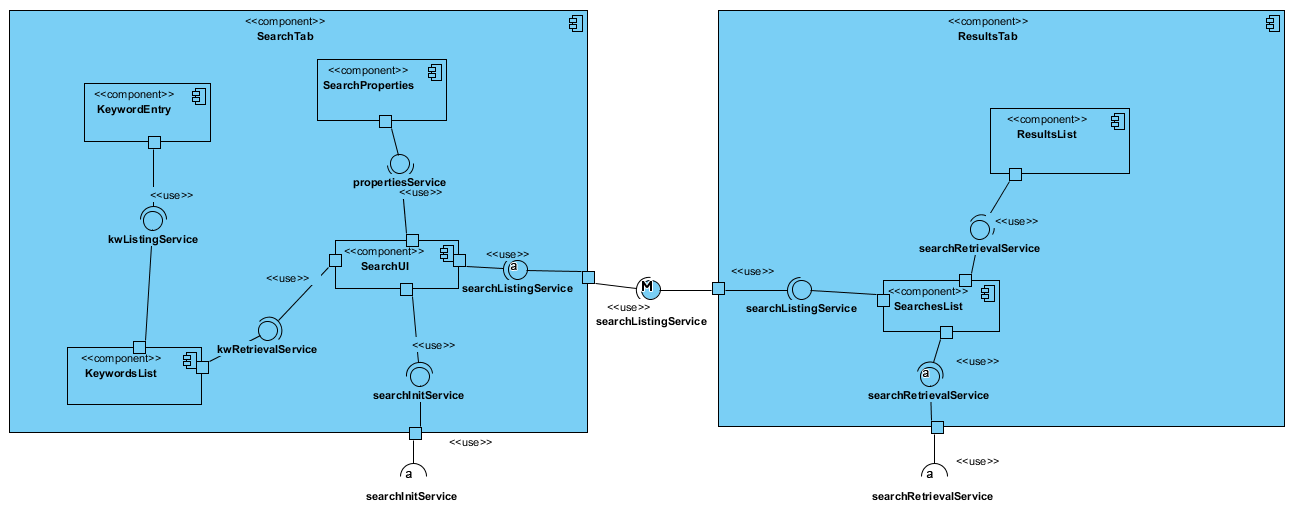 <<component>>
SearchTab
<<component>>
KeywordEntry
<<component>>
SearchProperties
propertiesService
<<use>>
<<use>>
kwListingService
<<component>>
SearchUI
<<use>>
a
searchListingService
<<use>>
kwRetrievalService
<<component>>
KeywordsList
<<use>>
searchInitService
<<use>>
a
searchInitService
M
<<use>>
searchListingService
<<component>>
ResultsTab
<<component>>
ResultsList
<<use>>
searchRetrievalService
<<use>>
searchListingService
<<component>>
SearchesList
<<use>>
a
searchRetrievalService
<<use>>
a
searchRetrievalService